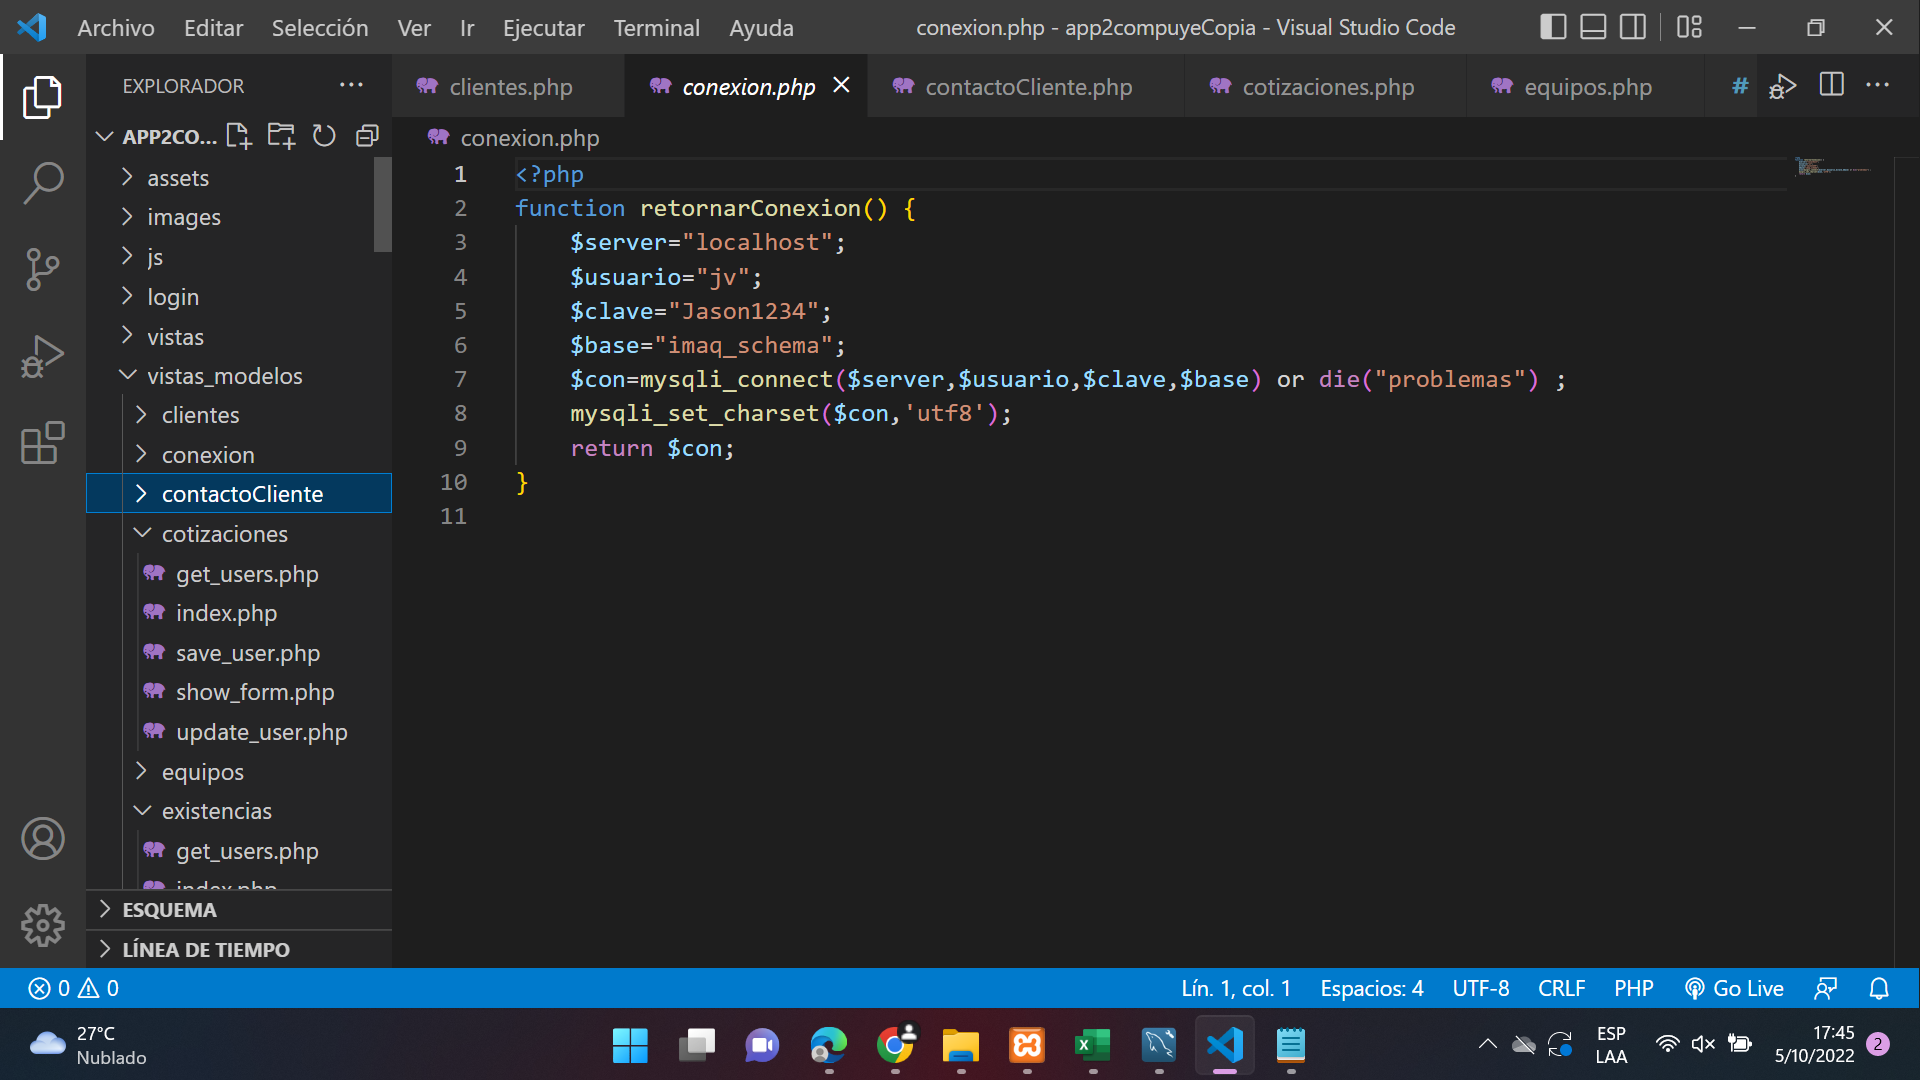 Archivo Editar Selección Ver Ir Ejecutar Terminal Ayuda conexion.php - app2compuyeCopia - Visual Studio Code
EXPLORADOR
clientes.php conexion.php contactoCliente.php cotizaciones.php equipos.php #
APP2CO...
conexion.php
assets
images
js
login
vistas
vistas_modelos
clientes
conexion
contactoCliente
cotizaciones
get_users.php
index.php
save_user.php
show_form.php
update_user.php
equipos
existencias
get_users.php
index.php
ESQUEMA
LÍNEA DE TIEMPO
1 <?php
2 function retornarConexion() {
3 $server="localhost";
4 $usuario="jv";
5 $clave="Jason1234";
6 $base="imaq_schema";
7 $con=mysqli_connect($server,$usuario,$clave,$base) or die("problemas") ;
8 mysqli_set_charset($con,'utf8');
9 return $con;
10 }
11
0 0 Lín. 1, col. 1 Espacios: 4 UTF-8 CRLF PHP Go Live
27°C
Nublado
ESP
LAA
17:45
5/10/2022
2